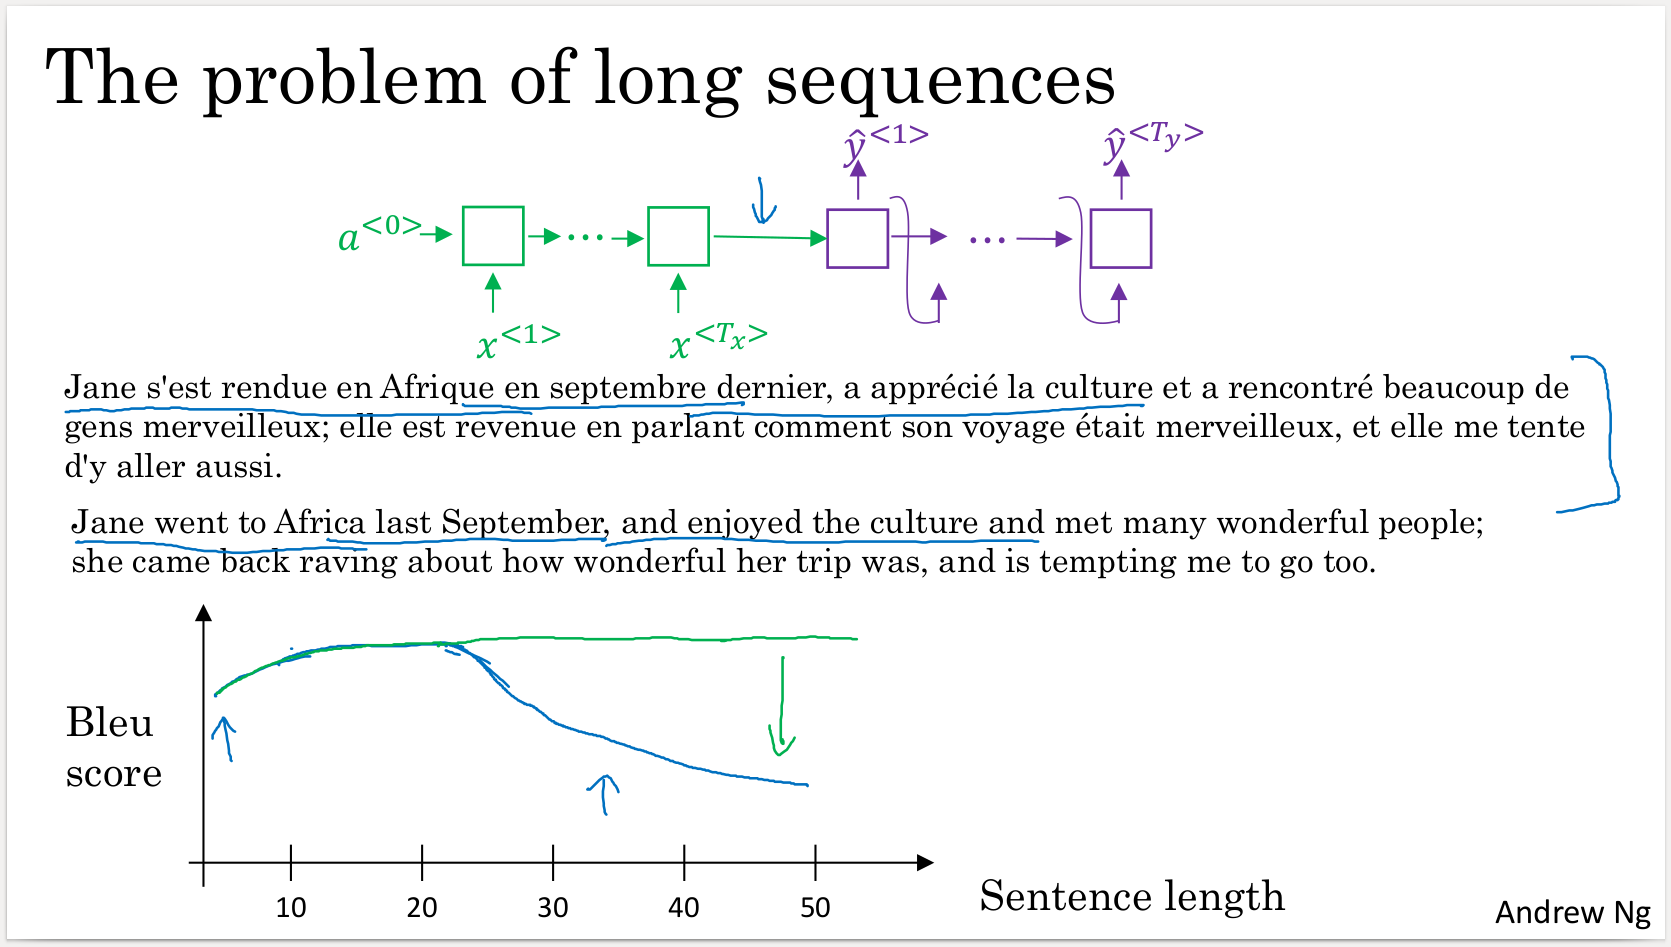 The problem of long sequences
ŷ<1> ŷ<Ty>
a<0> ... ...
x<1> x<Tx>
Jane s'est rendue en Afrique en septembre dernier, a apprécié la culture et a rencontré beaucoup de
gens merveilleux; elle est revenue en parlant comment son voyage était merveilleux, et elle me tente
d'y aller aussi.
Jane went to Africa last September, and enjoyed the culture and met many wonderful people;
she came back raving about how wonderful her trip was, and is tempting me to go too.
Bleu
score
10 20 30 40 50
Sentence length
Andrew Ng